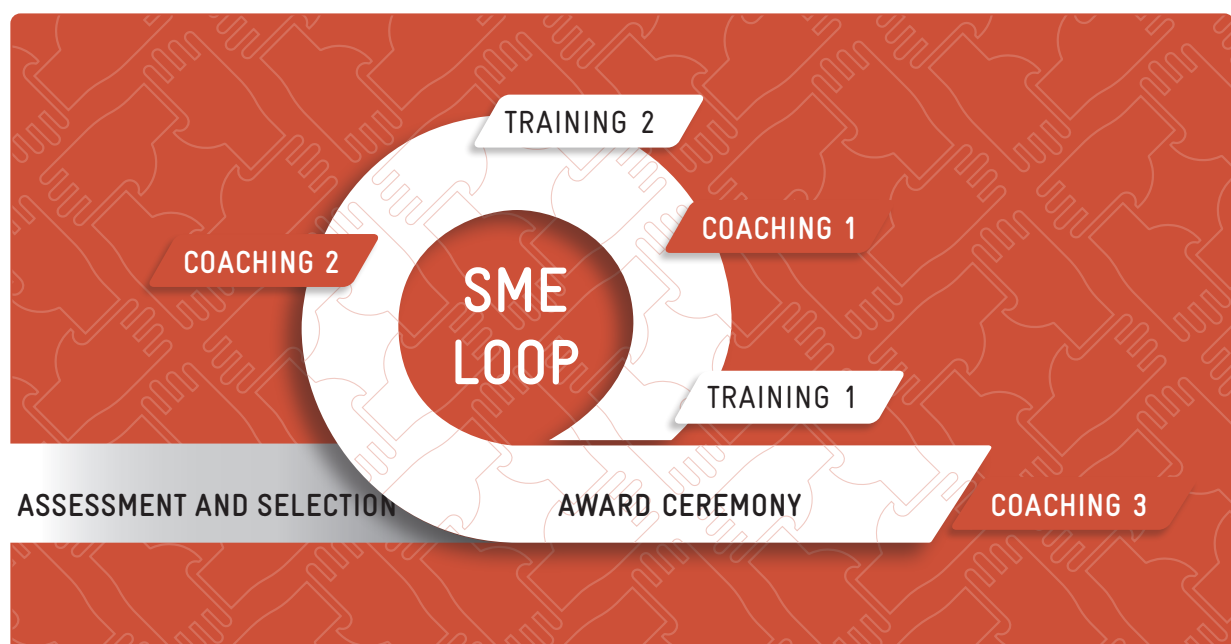 TRAINING 2
COACHING 1
COACHING 2
SME
LOOP
TRAINING 1
ASSESSMENT AND SELECTION
AWARD CEREMONY
COACHING 3